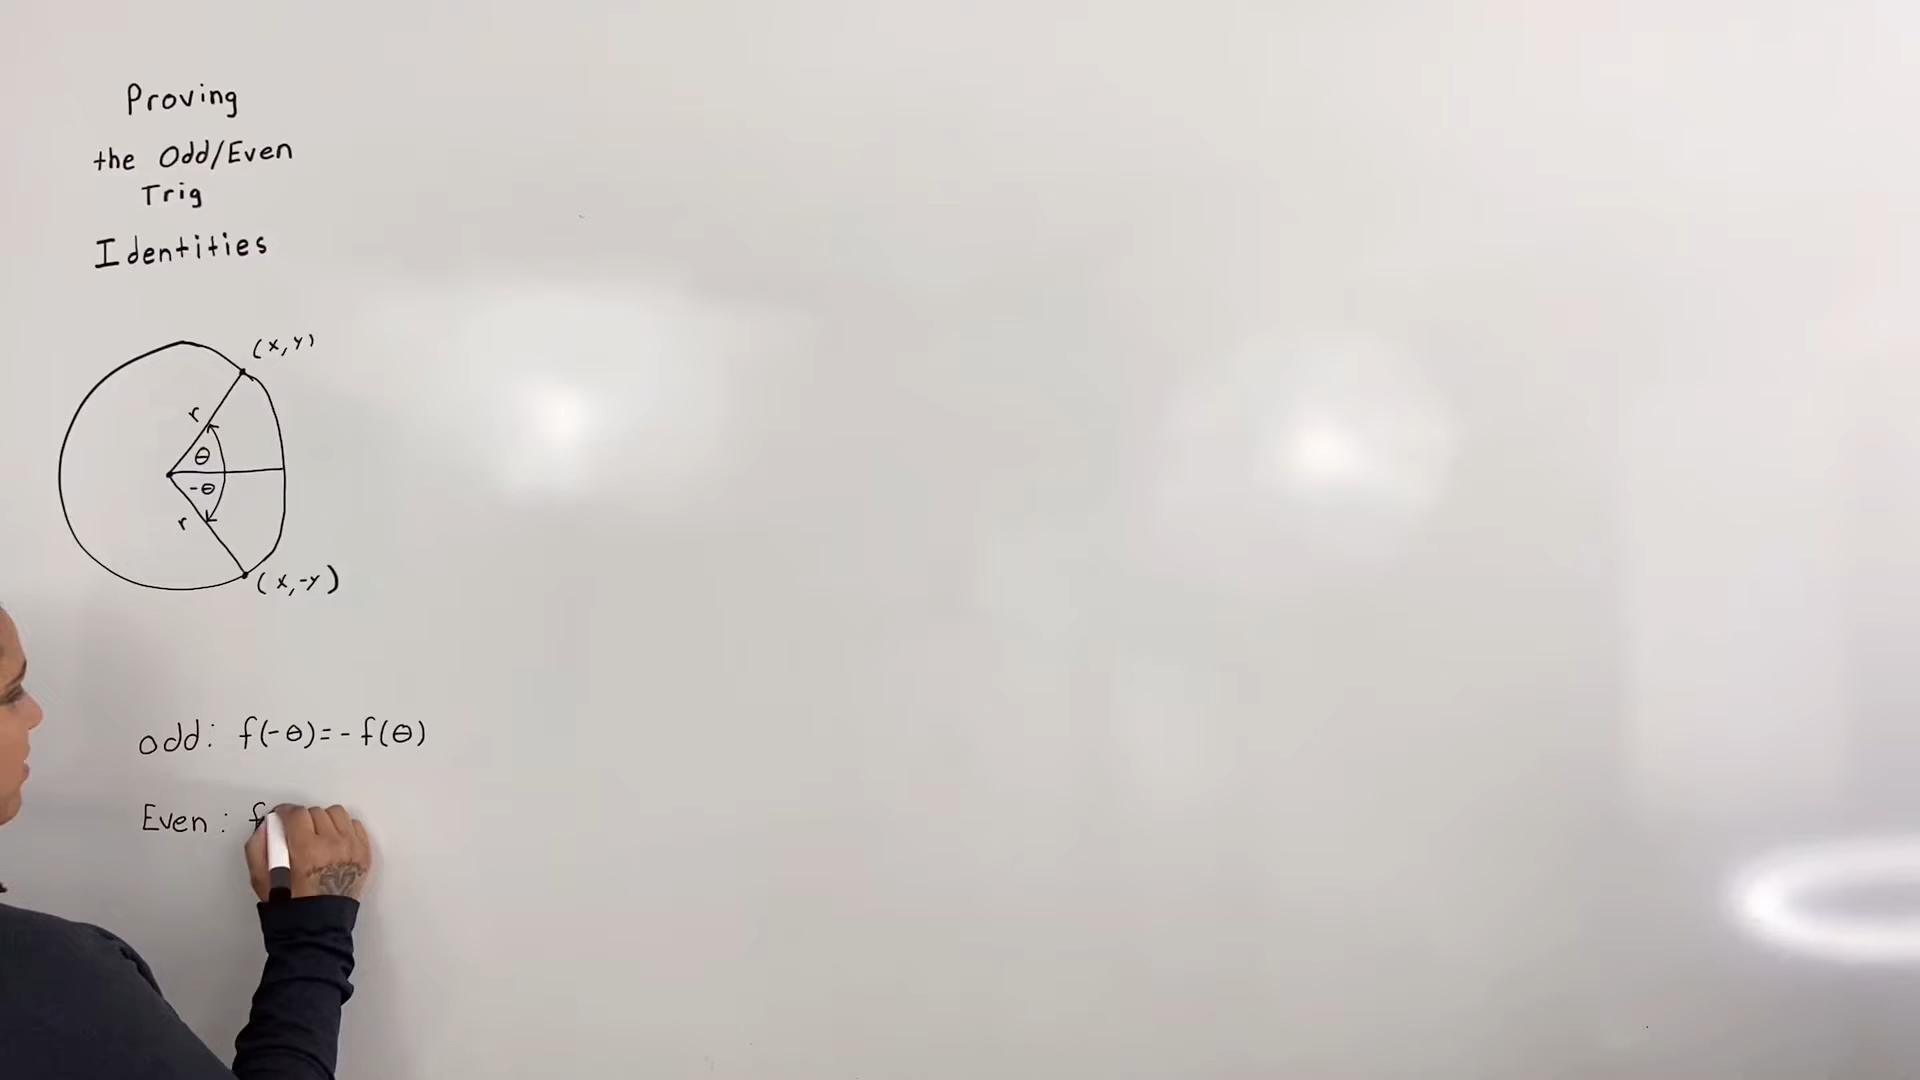 Proving
the Odd/Even
Trig
Identities
(x,y)
r
θ
-θ
r
(x,-y)
odd: f(-θ)=-f(θ)
Even: f